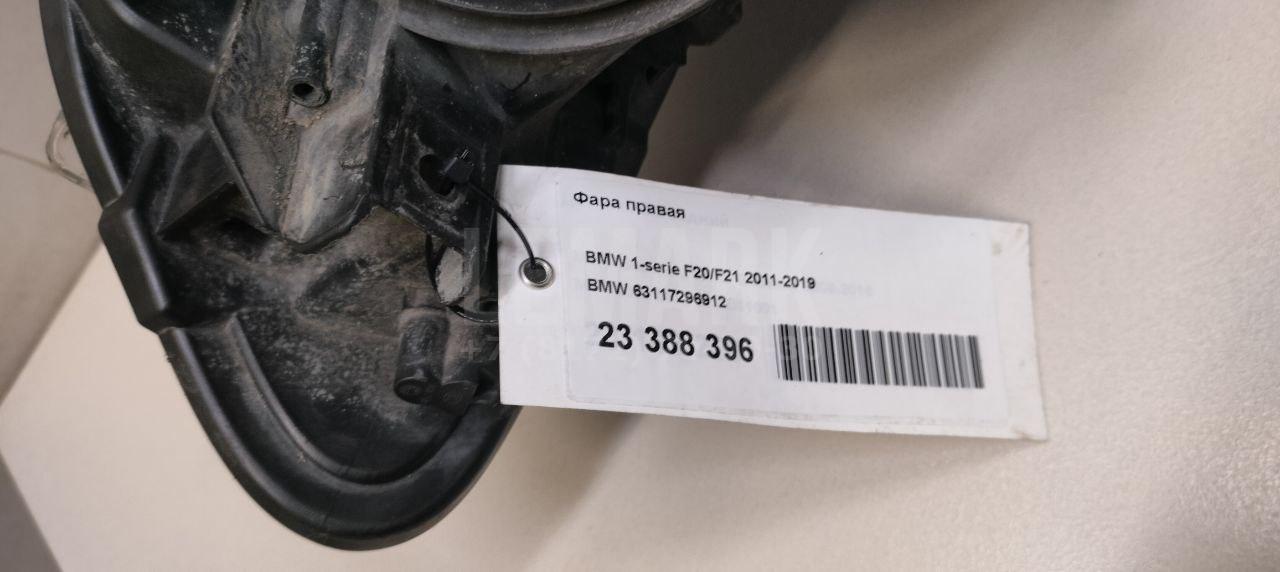 Фара правая
BMW 1-serie F20/F21 2011-2019
BMW 63117296912
23 388 396